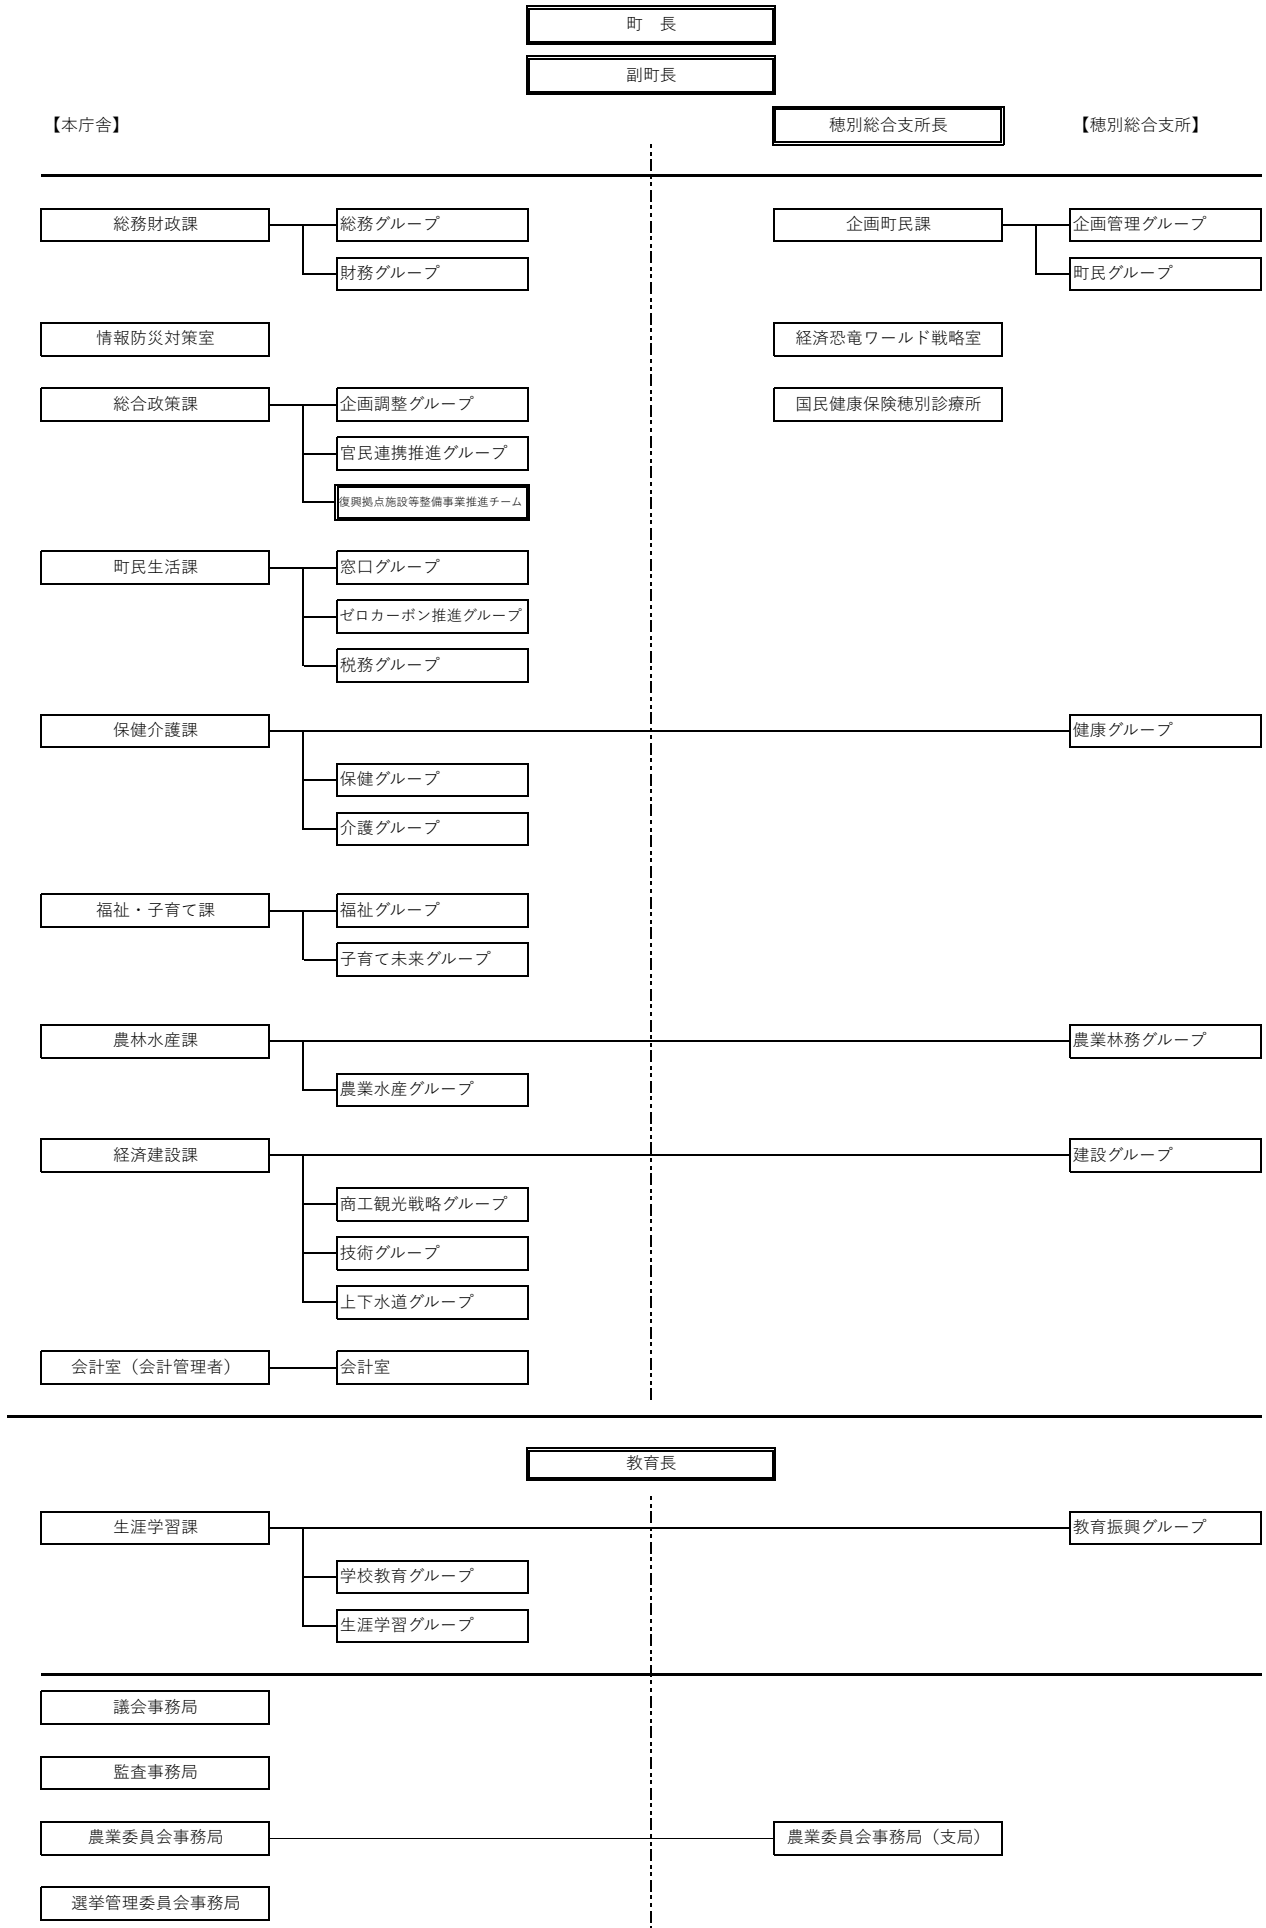 町　長
副町長
【本庁舎】
穂別総合支所長
【穂別総合支所】
総務財政課
総務グループ
企画町民課
企画管理グループ
財務グループ
町民グループ
情報防災対策室
経済恐竜ワールド戦略室
総合政策課
企画調整グループ
国民健康保険穂別診療所
官民連携推進グループ
復興拠点施設等整備事業推進チーム
町民生活課
窓口グループ
ゼロカーボン推進グループ
税務グループ
保健介護課
健康グループ
保健グループ
介護グループ
福祉・子育て課
福祉グループ
子育て未来グループ
農林水産課
農業林務グループ
農業水産グループ
経済建設課
建設グループ
商工観光戦略グループ
技術グループ
上下水道グループ
会計室（会計管理者）
会計室
教育長
生涯学習課
教育振興グループ
学校教育グループ
生涯学習グループ
議会事務局
監査事務局
農業委員会事務局
農業委員会事務局（支局）
選挙管理委員会事務局